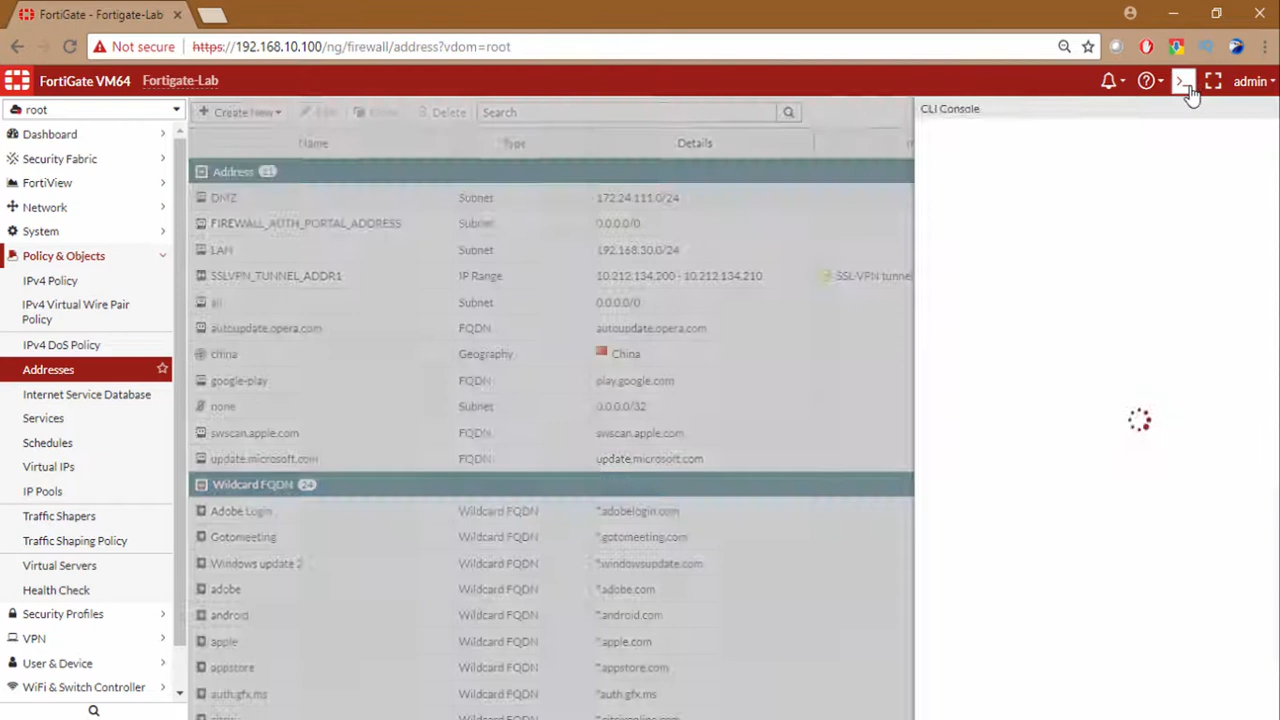 FortiGate - Fortigate-Lab
Not secure https://192.168.10.100/ng/firewall/address?vdom=root
FortiGate VM64 Fortigate-Lab admin
root
Dashboard
Security Fabric
FortiView
Network
System
Policy & Objects
IPv4 Policy
IPv4 Virtual Wire Pair
Policy
IPv4 DoS Policy
Addresses
Internet Service Database
Services
Schedules
Virtual IPs
IP Pools
Traffic Shapers
Traffic Shaping Policy
Virtual Servers
Health Check
Security Profiles
VPN
User & Device
WiFi & Switch Controller
Create New Delete Search
Name Type Details
Address 11
DMZ Subnet 172.24.111.0/24
FIREWALL_AUTH_PORTAL_ADDRESS Subnet 0.0.0.0/0
LAN Subnet 192.168.30.0/24
SSLVPN_TUNNEL_ADDR1 IP Range 10.212.134.200 - 10.212.134.210 SSL-VPN tunne
all Subnet 0.0.0.0/0
autoupdate.opera.com FQDN autoupdate.opera.com
china Geography China
google-play FQDN play.google.com
none Subnet 0.0.0.0/32
swscan.apple.com FQDN swscan.apple.com
update.microsoft.com FQDN update.microsoft.com
Wildcard FQDN 24
Adobe Login Wildcard FQDN *.adobelogin.com
Gotomeeting Wildcard FQDN *.gotomeeting.com
Windows update 2 Wildcard FQDN *.windowsupdate.com
adobe Wildcard FQDN *.adobe.com
android Wildcard FQDN *.android.com
apple Wildcard FQDN *.apple.com
appstore Wildcard FQDN *.appstore.com
auth.gfx.ms Wildcard FQDN *.auth.gfx.ms
CLI Console